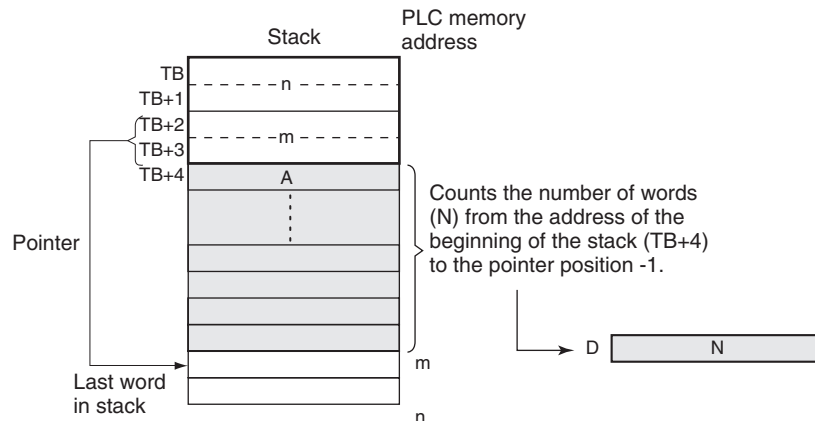 PLC memory
address
Stack
TB
n
TB+1
TB+2
m
TB+3
TB+4
A
Counts the number of words
(N) from the address of the
beginning of the stack (TB+4)
to the pointer position -1.
Pointer
D
N
m
Last word
in stack
n